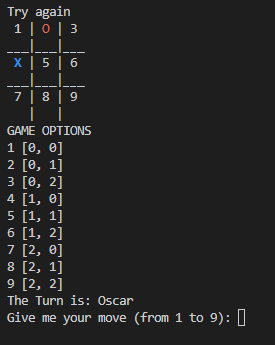 Try again
 1 | O | 3
___|___|___
 X | 5 | 6
___|___|___
 7 | 8 | 9
   |   |
GAME OPTIONS
1 [0, 0]
2 [0, 1]
3 [0, 2]
4 [1, 0]
5 [1, 1]
6 [1, 2]
7 [2, 0]
8 [2, 1]
9 [2, 2]
The Turn is: Oscar
Give me your move (from 1 to 9):